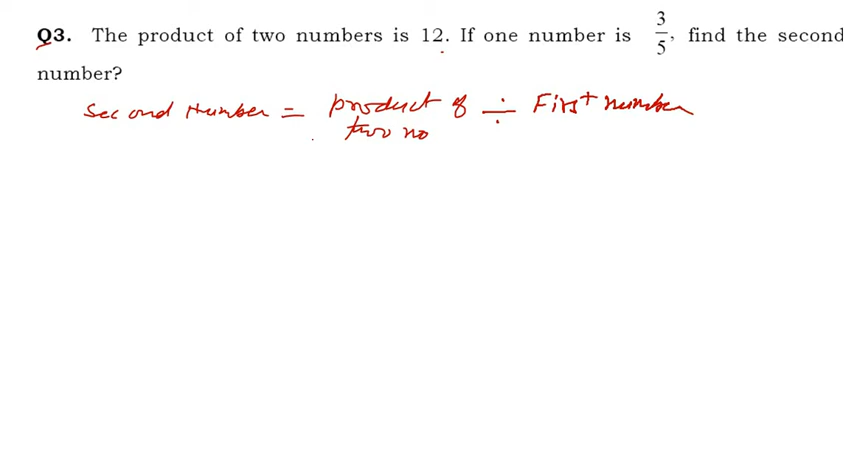 Q3. The product of two numbers is 12. If one number is 3/5, find the second
number?
Second Number = product of ÷ First number
two no